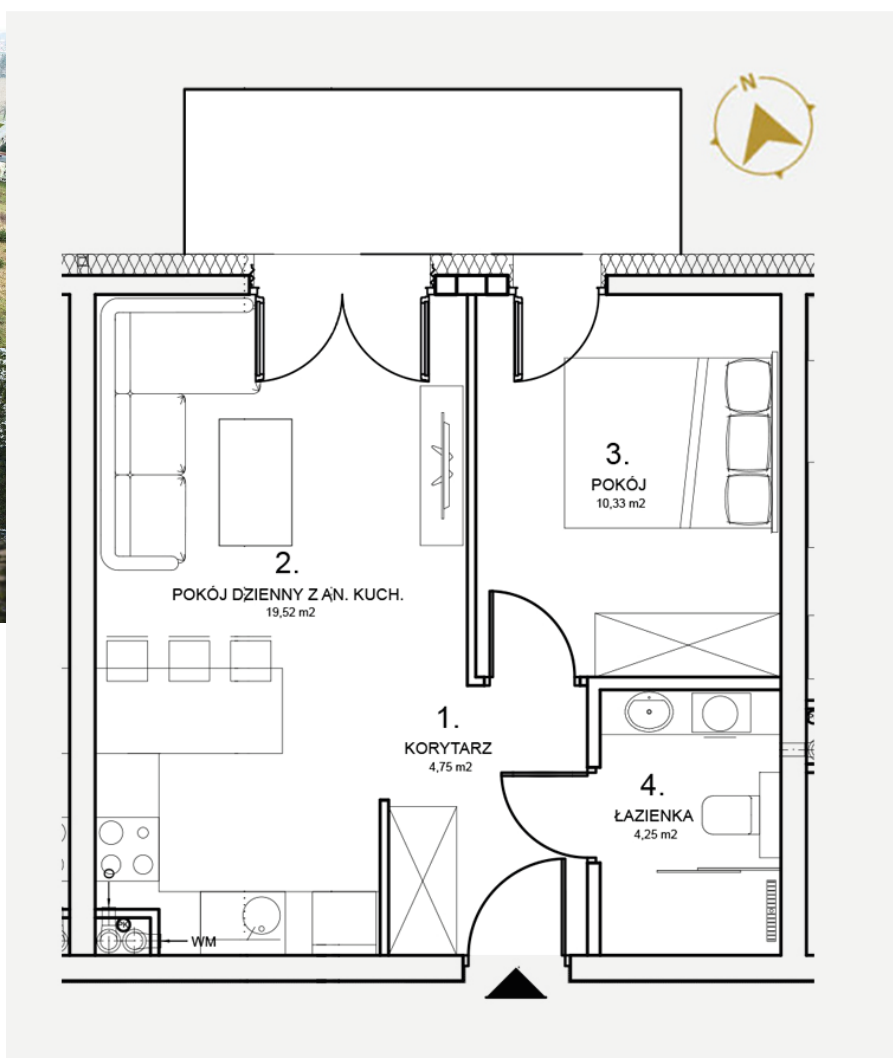 N
3.
POKÓJ
10,33 m2
2.
POKÓJ DZIENNY Z AN. KUCH.
19,52 m2
1.
KORYTARZ
4,75 m2
4.
ŁAZIENKA
4,25 m2
WM